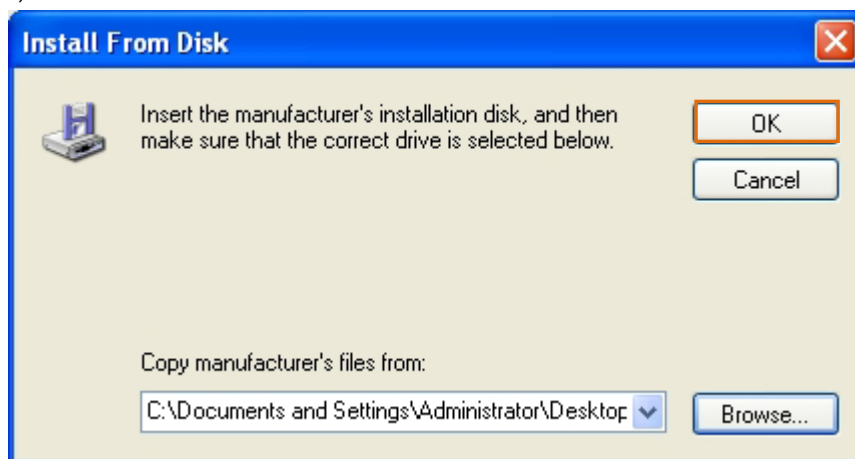 Install From Disk
Insert the manufacturer's installation disk, and then
make sure that the correct drive is selected below.
OK
Cancel
Copy manufacturer's files from:
C:\Documents and Settings\Administrator\Desktop
Browse...